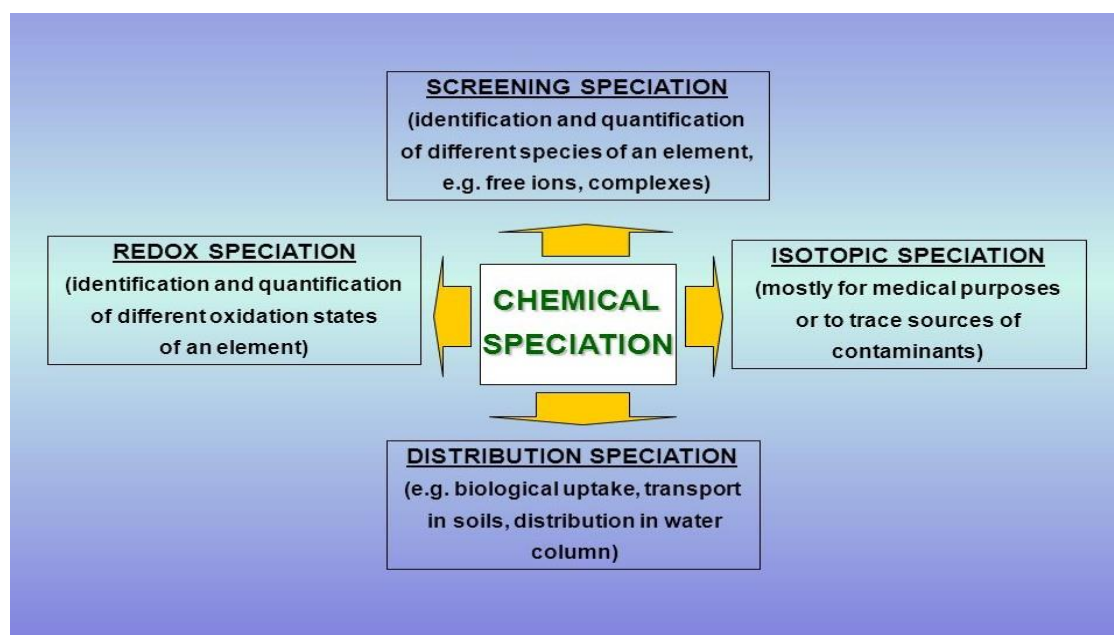 SCREENING SPECIATION
(identification and quantification
of different species of an element,
e.g. free ions, complexes)
REDOX SPECIATION
(identification and quantification
of different oxidation states
of an element)
CHEMICAL
SPECIATION
ISOTOPIC SPECIATION
(mostly for medical purposes
or to trace sources of
contaminants)
DISTRIBUTION SPECIATION
(e.g. biological uptake, transport
in soils, distribution in water
column)